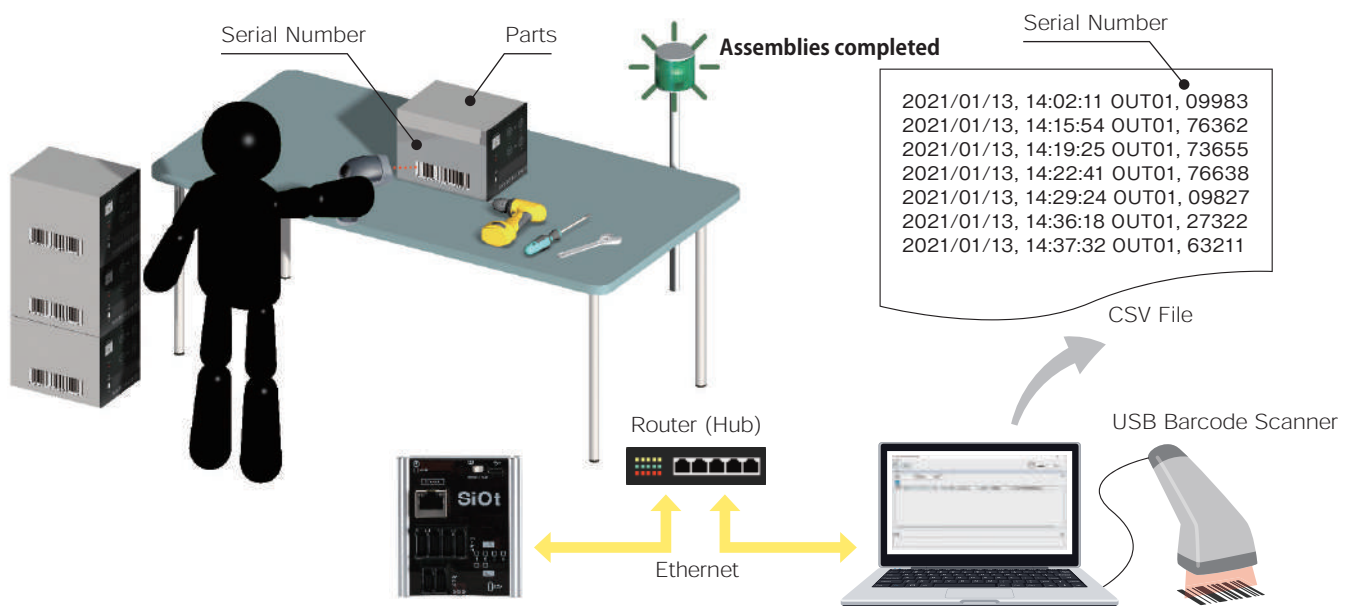 Serial Number
Parts
Assemblies completed
Serial Number
2021/01/13, 14:02:11 OUT01, 09983
2021/01/13, 14:15:54 OUT01, 76362
2021/01/13, 14:19:25 OUT01, 73655
2021/01/13, 14:22:41 OUT01, 76638
2021/01/13, 14:29:24 OUT01, 09827
2021/01/13, 14:36:18 OUT01, 27322
2021/01/13, 14:37:32 OUT01, 63211
CSV File
Router (Hub)
USB Barcode Scanner
SiOt
Ethernet